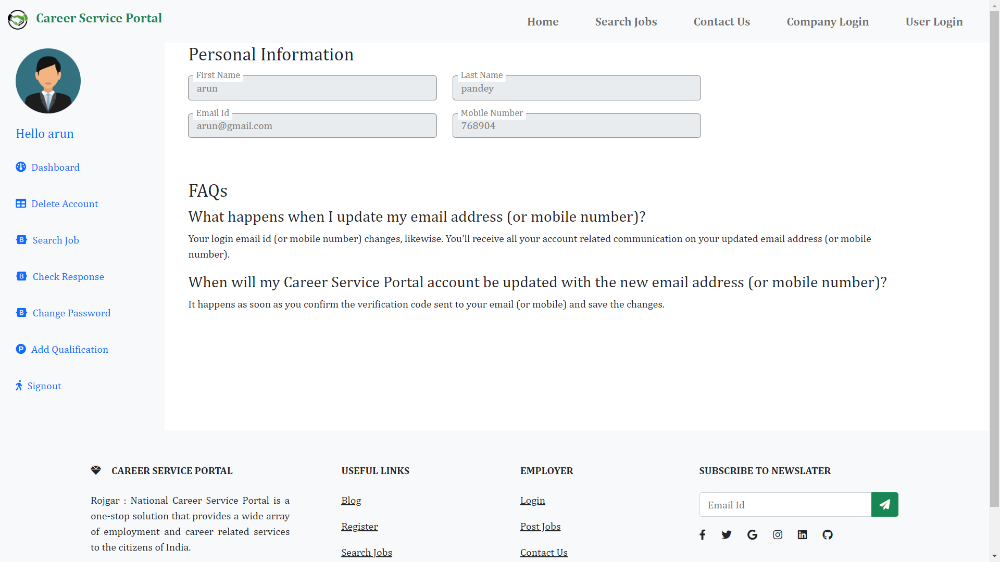 Career Service Portal
Home
Search Jobs
Contact Us
Company Login
User Login
Hello arun
Dashboard
Delete Account
Search Job
Check Response
Change Password
Add Qualification
Signout
Personal Information
First Name
arun
Last Name
pandey
Email Id
arun@gmail.com
Mobile Number
768904
FAQs
What happens when I update my email address (or mobile number)?
Your login email id (or mobile number) changes, likewise. You'll receive all your account related communication on your updated email address (or mobile
number).
When will my Career Service Portal account be updated with the new email address (or mobile number)?
It happens as soon as you confirm the verification code sent to your email (or mobile) and save the changes.
CAREER SERVICE PORTAL
Rojgar : National Career Service Portal is a
one-stop solution that provides a wide array
of employment and career related services
to the citizens of India.
USEFUL LINKS
Blog
Register
Search Jobs
EMPLOYER
Login
Post Jobs
Contact Us
SUBSCRIBE TO NEWSLATER
Email Id